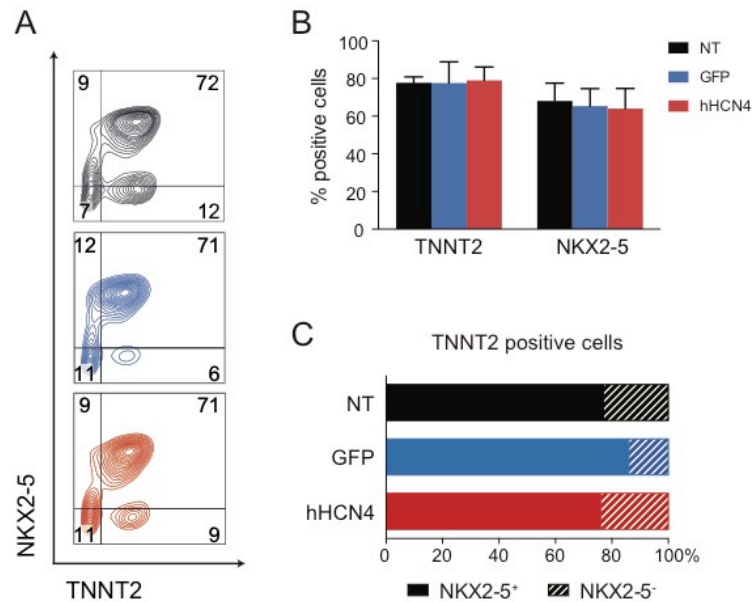 A
9 72
7 12
12 71
11 6
9 71
11 9
NKX2-5
TNNT2
B
100
80
60
40
20
0
% positive cells
TNNT2 NKX2-5
NT
GFP
hHCN4
C
TNNT2 positive cells
NT
GFP
hHCN4
0 20 40 60 80 100%
NKX2-5⁺ NKX2-5⁻